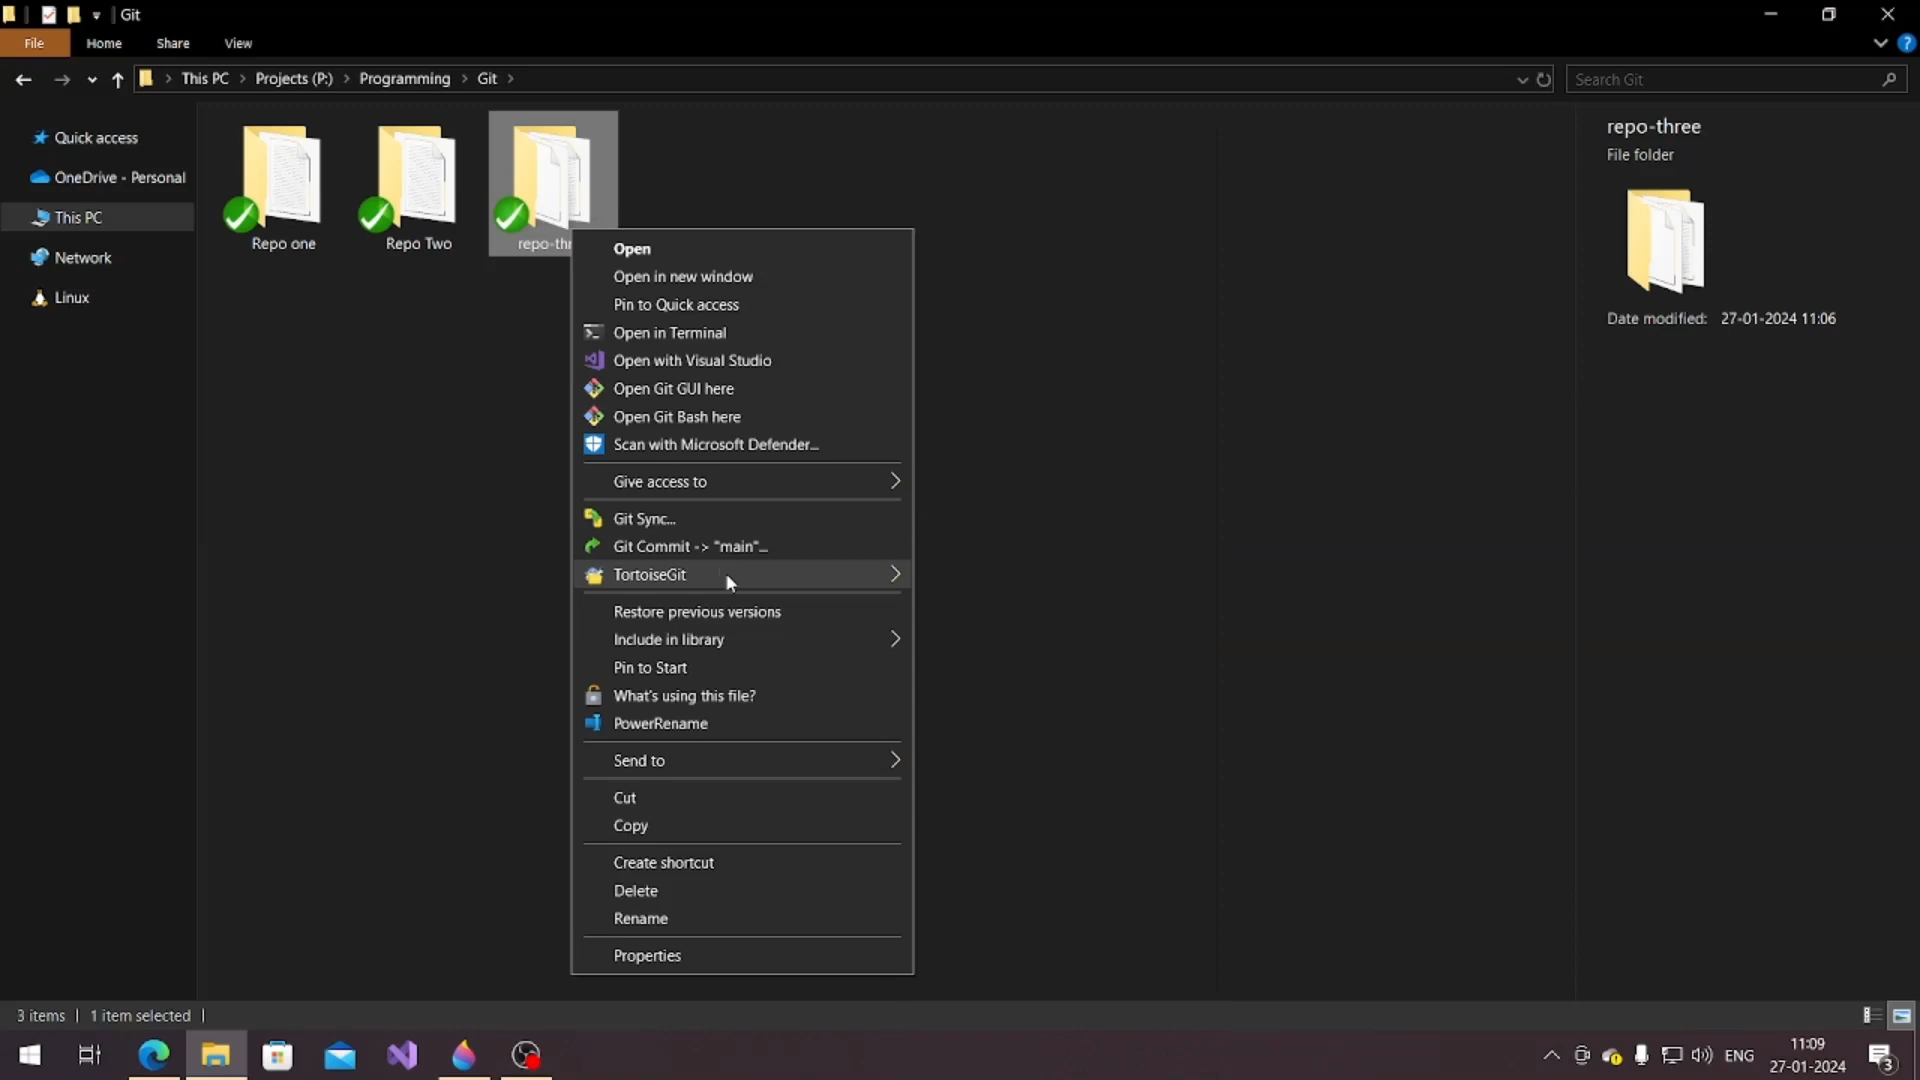 Git
File
Home
Share
View
This PC
Projects (P:)
Programming
Git
Search Git
Quick access
OneDrive - Personal
This PC
Network
Linux
Repo one
Repo Two
repo-thr
Open
Open in new window
Pin to Quick access
Open in Terminal
Open with Visual Studio
Open Git GUI here
Open Git Bash here
Scan with Microsoft Defender...
Give access to
Git Sync...
Git Commit -> "main"...
TortoiseGit
Restore previous versions
Include in library
Pin to Start
What's using this file?
PowerRename
Send to
Cut
Copy
Create shortcut
Delete
Rename
Properties
repo-three
File folder
Date modified: 27-01-2024 11:06
3 items
1 item selected
ENG
11:09
27-01-2024
3